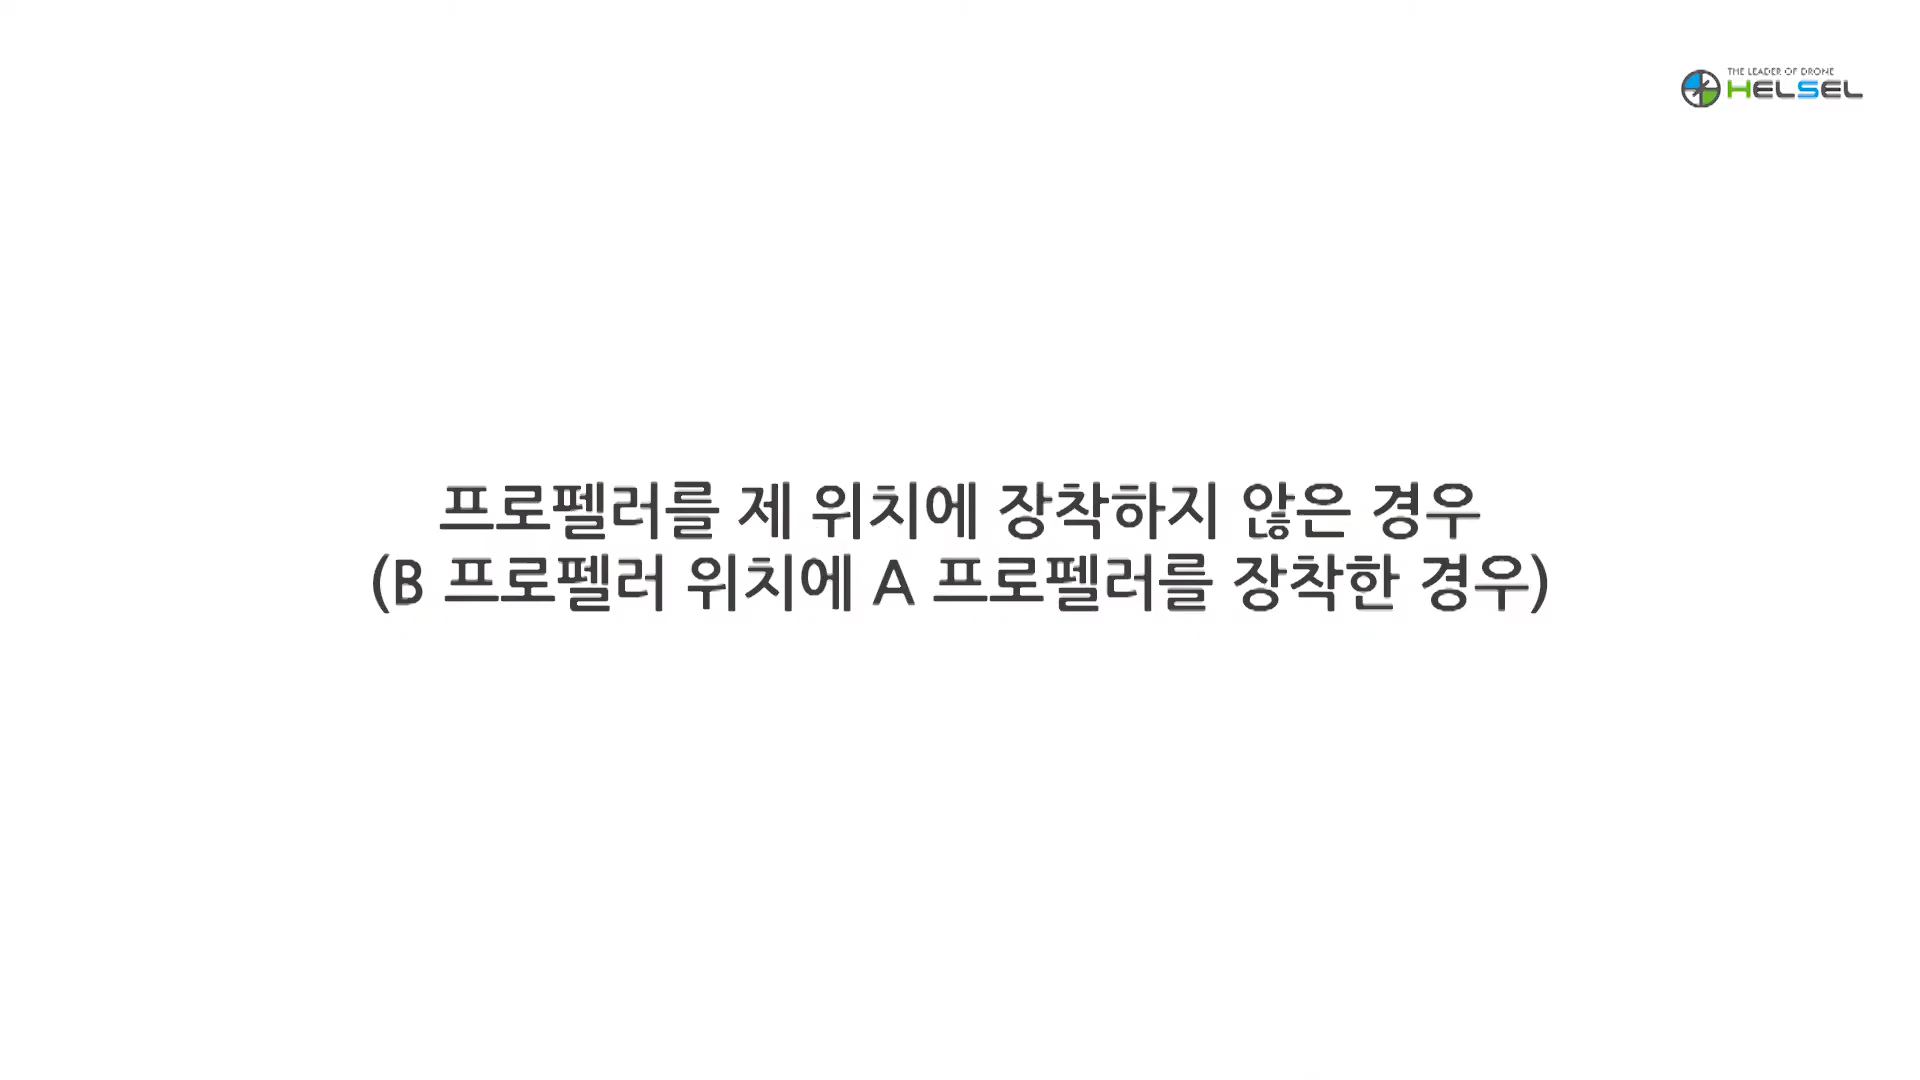 THE LEADER OF DRONE
HELSEL
프로펠러를 제 위치에 장착하지 않은 경우
(B 프로펠러 위치에 A 프로펠러를 장착한 경우)